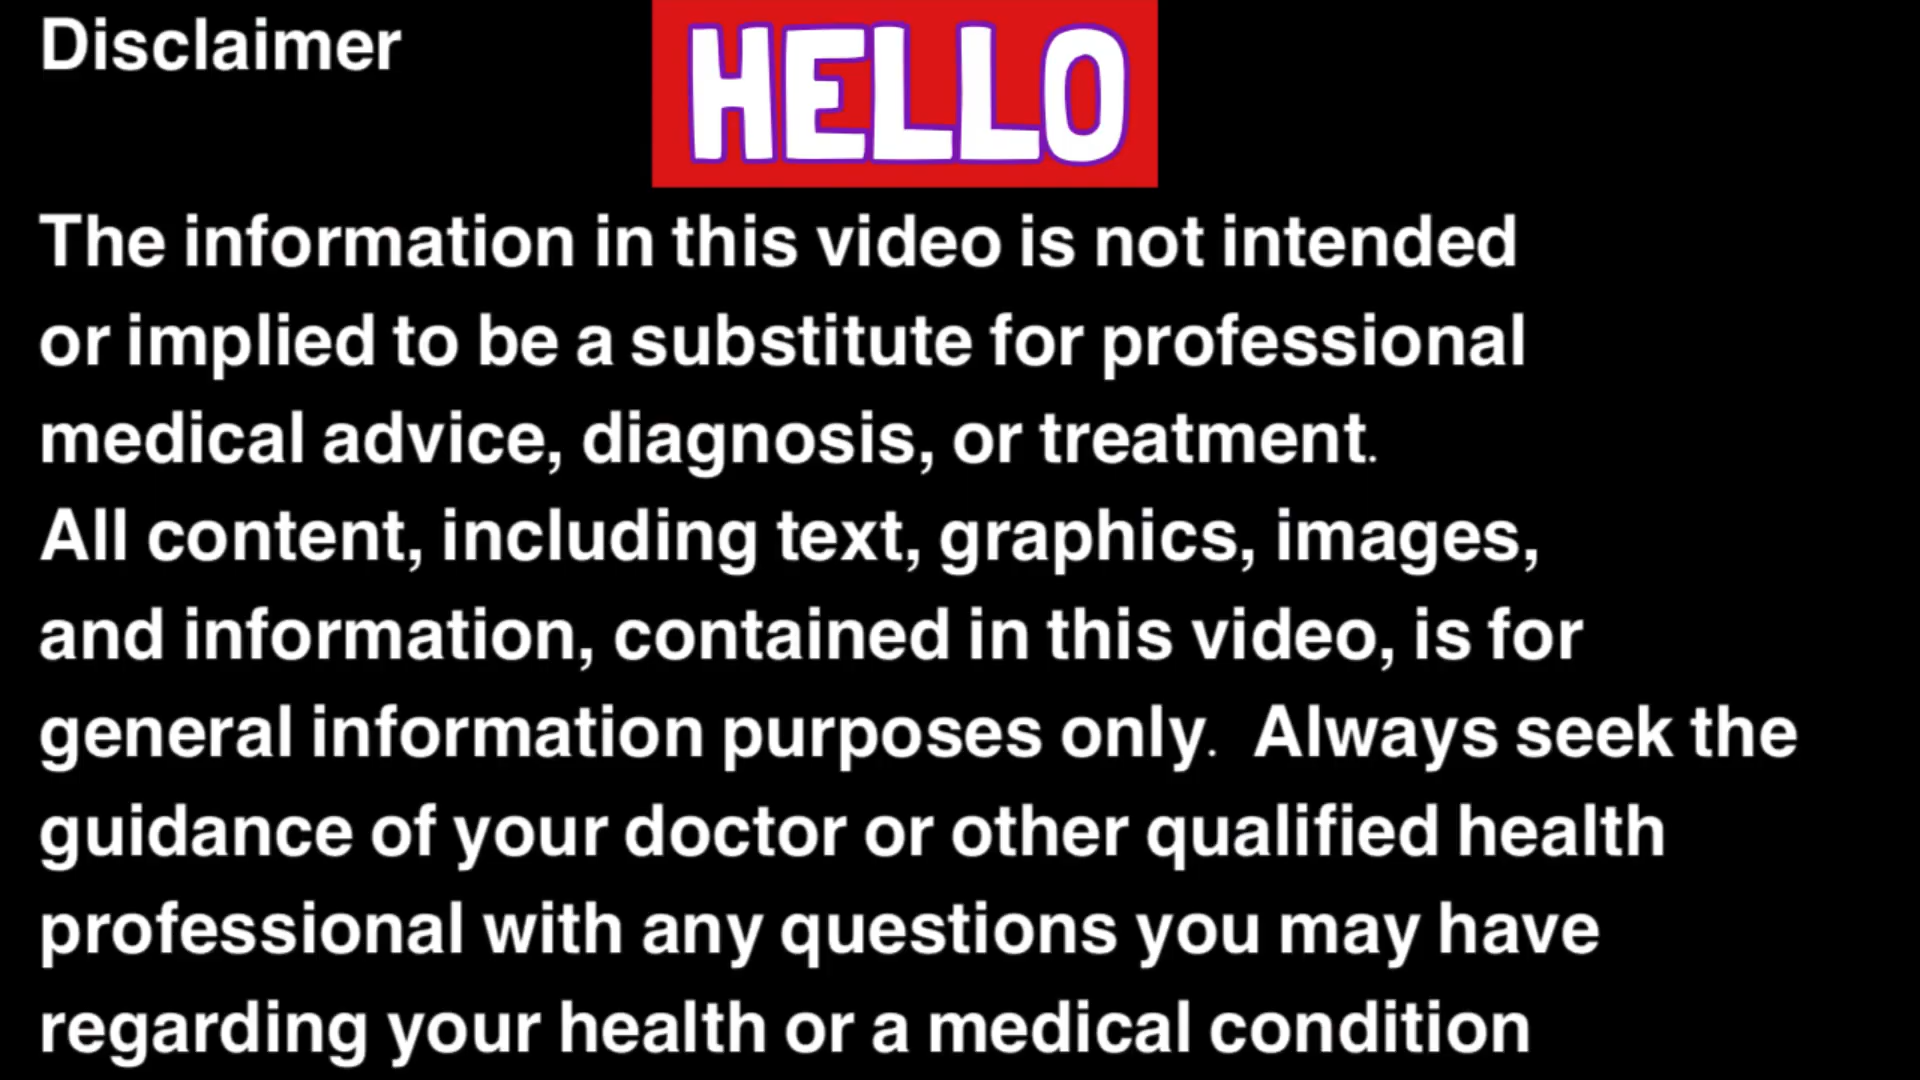 Disclaimer
HELLO
The information in this video is not intended
or implied to be a substitute for professional
medical advice, diagnosis, or treatment.
All content, including text, graphics, images,
and information, contained in this video, is for
general information purposes only.  Always seek the
guidance of your doctor or other qualified health
professional with any questions you may have
regarding your health or a medical condition